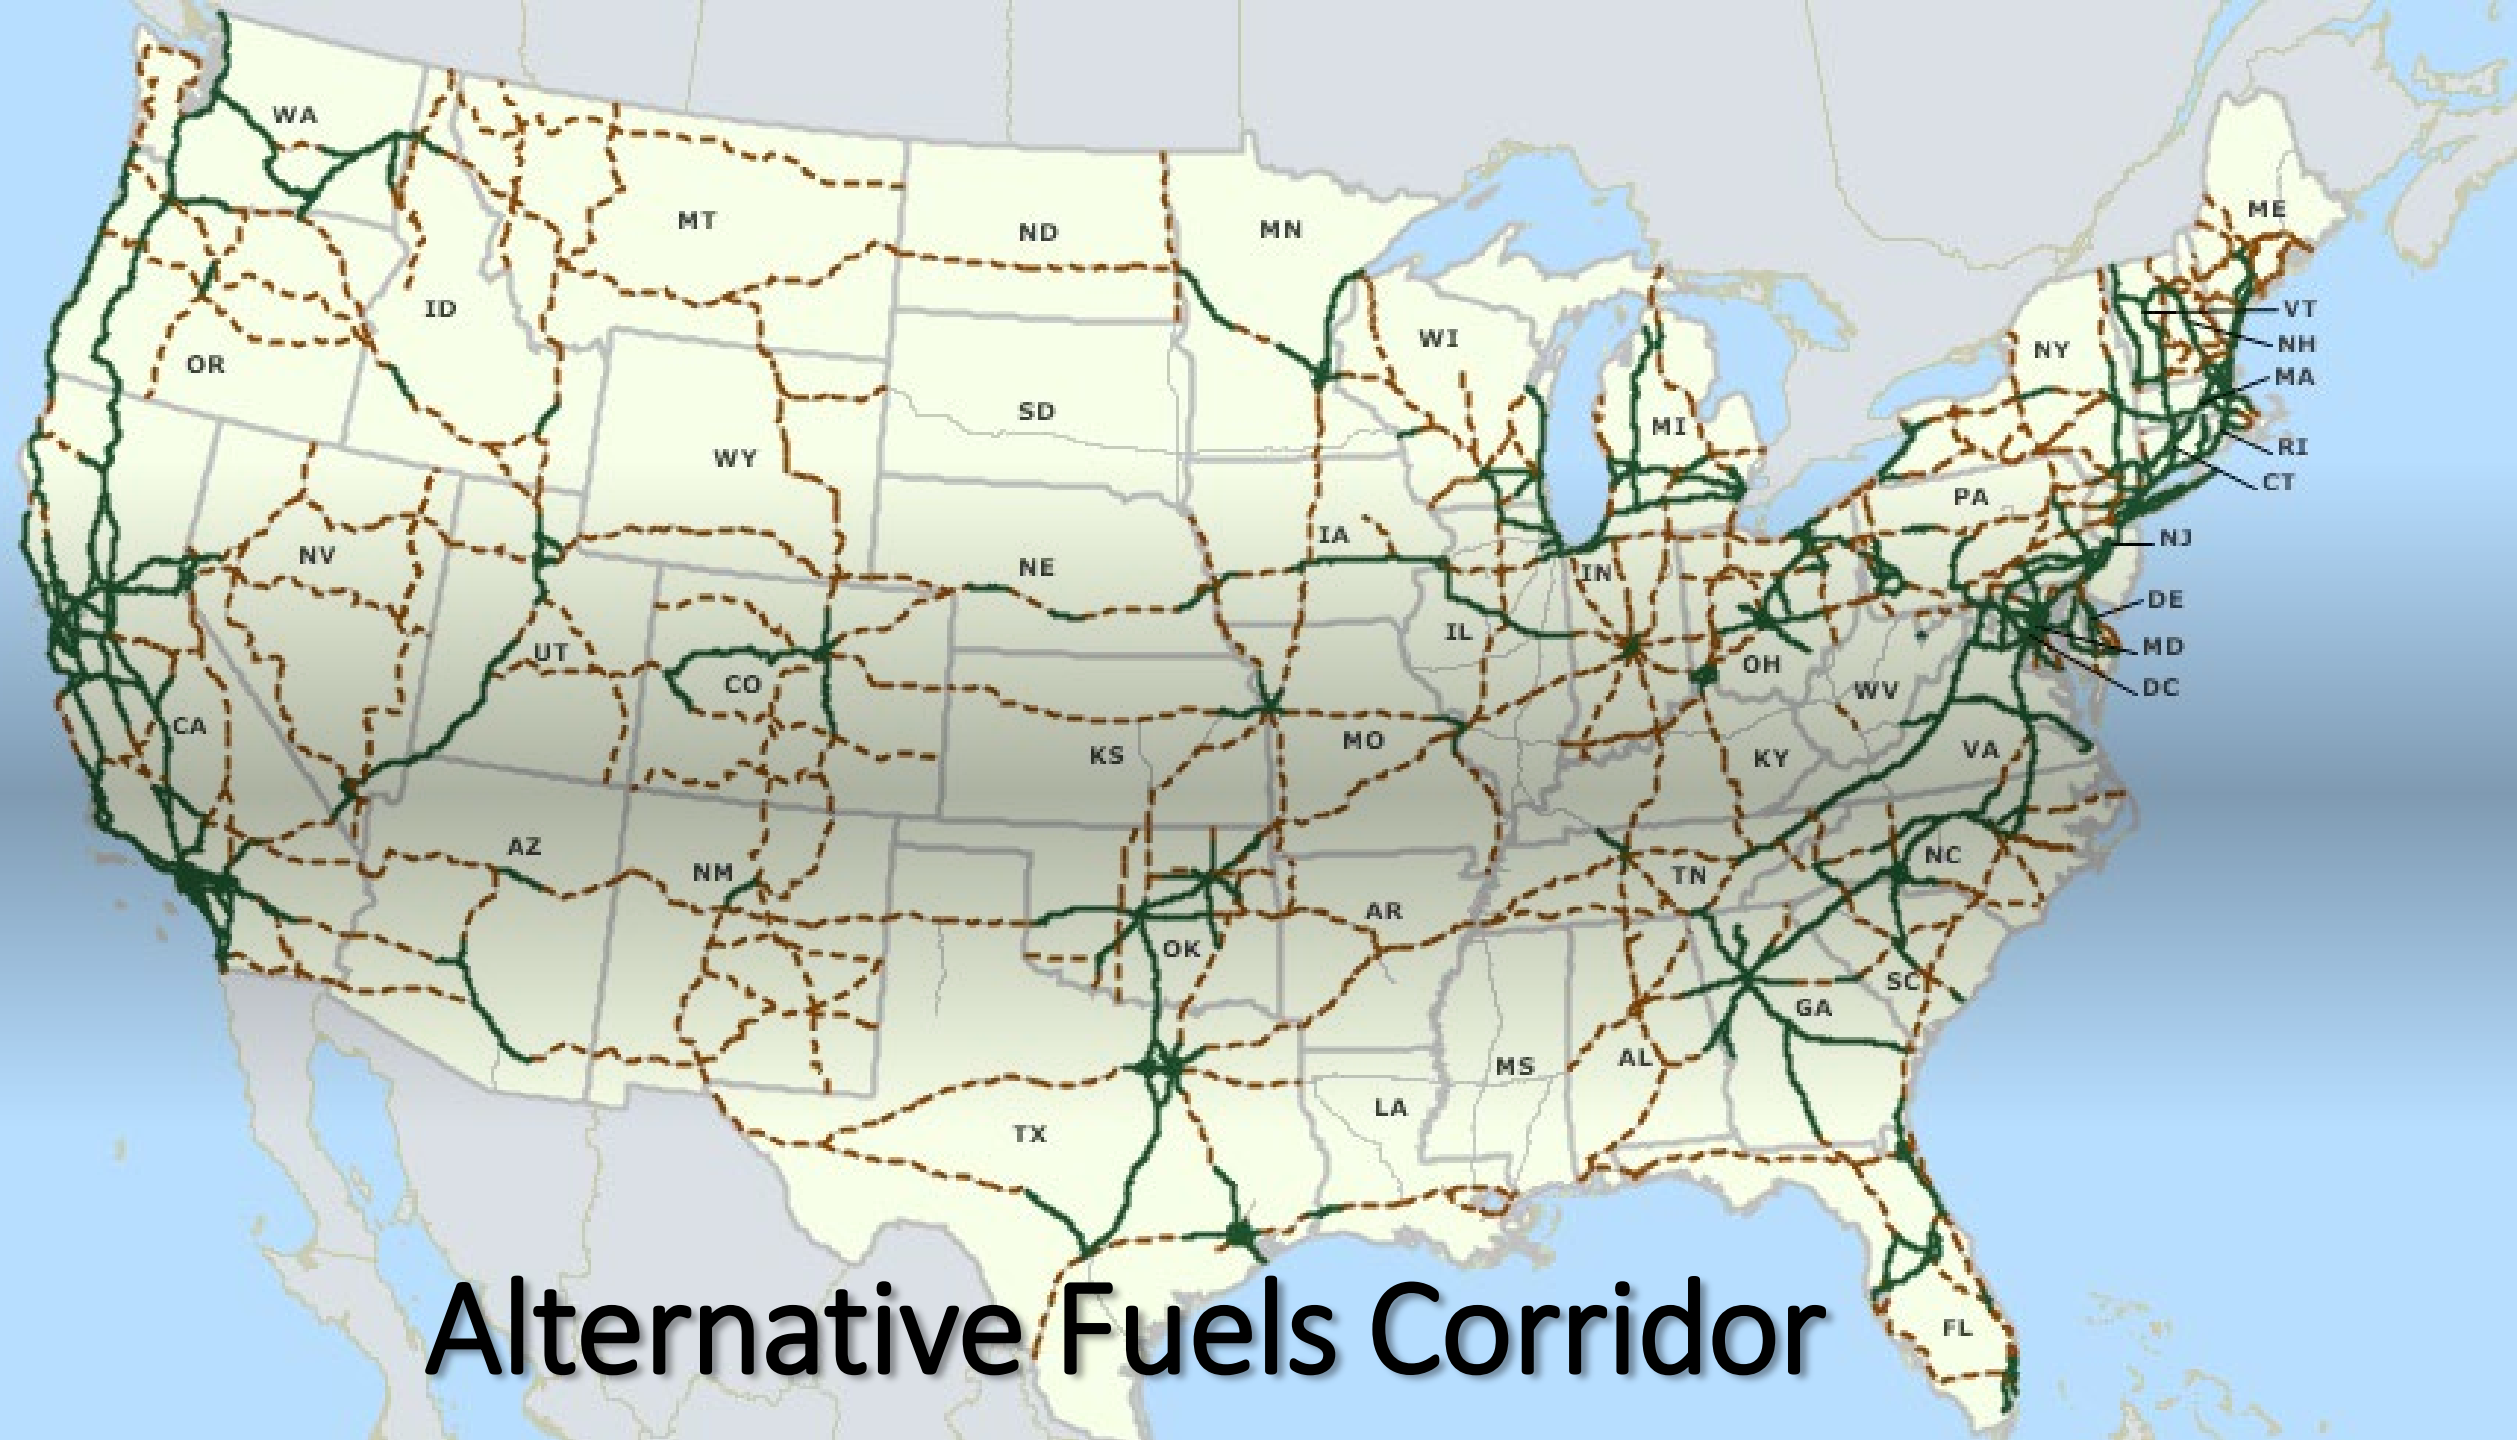 WA
ME
MT
ND
MN
VT
ID
WI
NH
NY
OR
MA
SD
MI
RI
WY
CT
PA
IA
NJ
NV
NE
IN
DE
IL
UT
MD
OH
CO
DC
WV
CA
MO
VA
KS
KY
AZ
NC
NM
TN
AR
OK
SC
GA
AL
MS
LA
TX
FL
Alternative Fuels Corridor